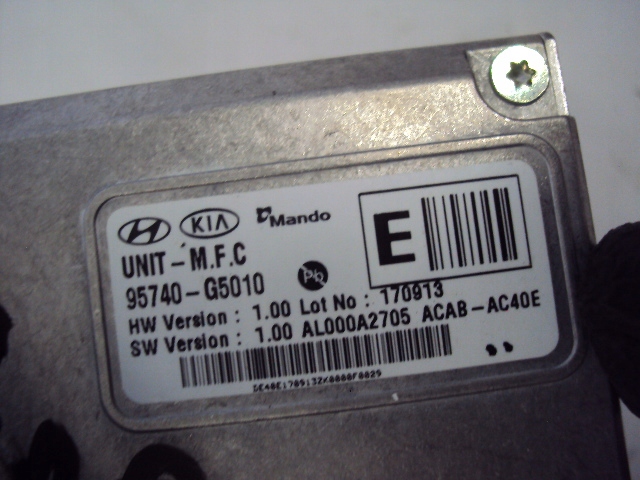 KIA Mando
UNIT-M.F.C
95740-G5010
E
HW Version : 1.00 Lot No : 170913
SW Version : 1.00 AL000A2705 ACAB-AC40E